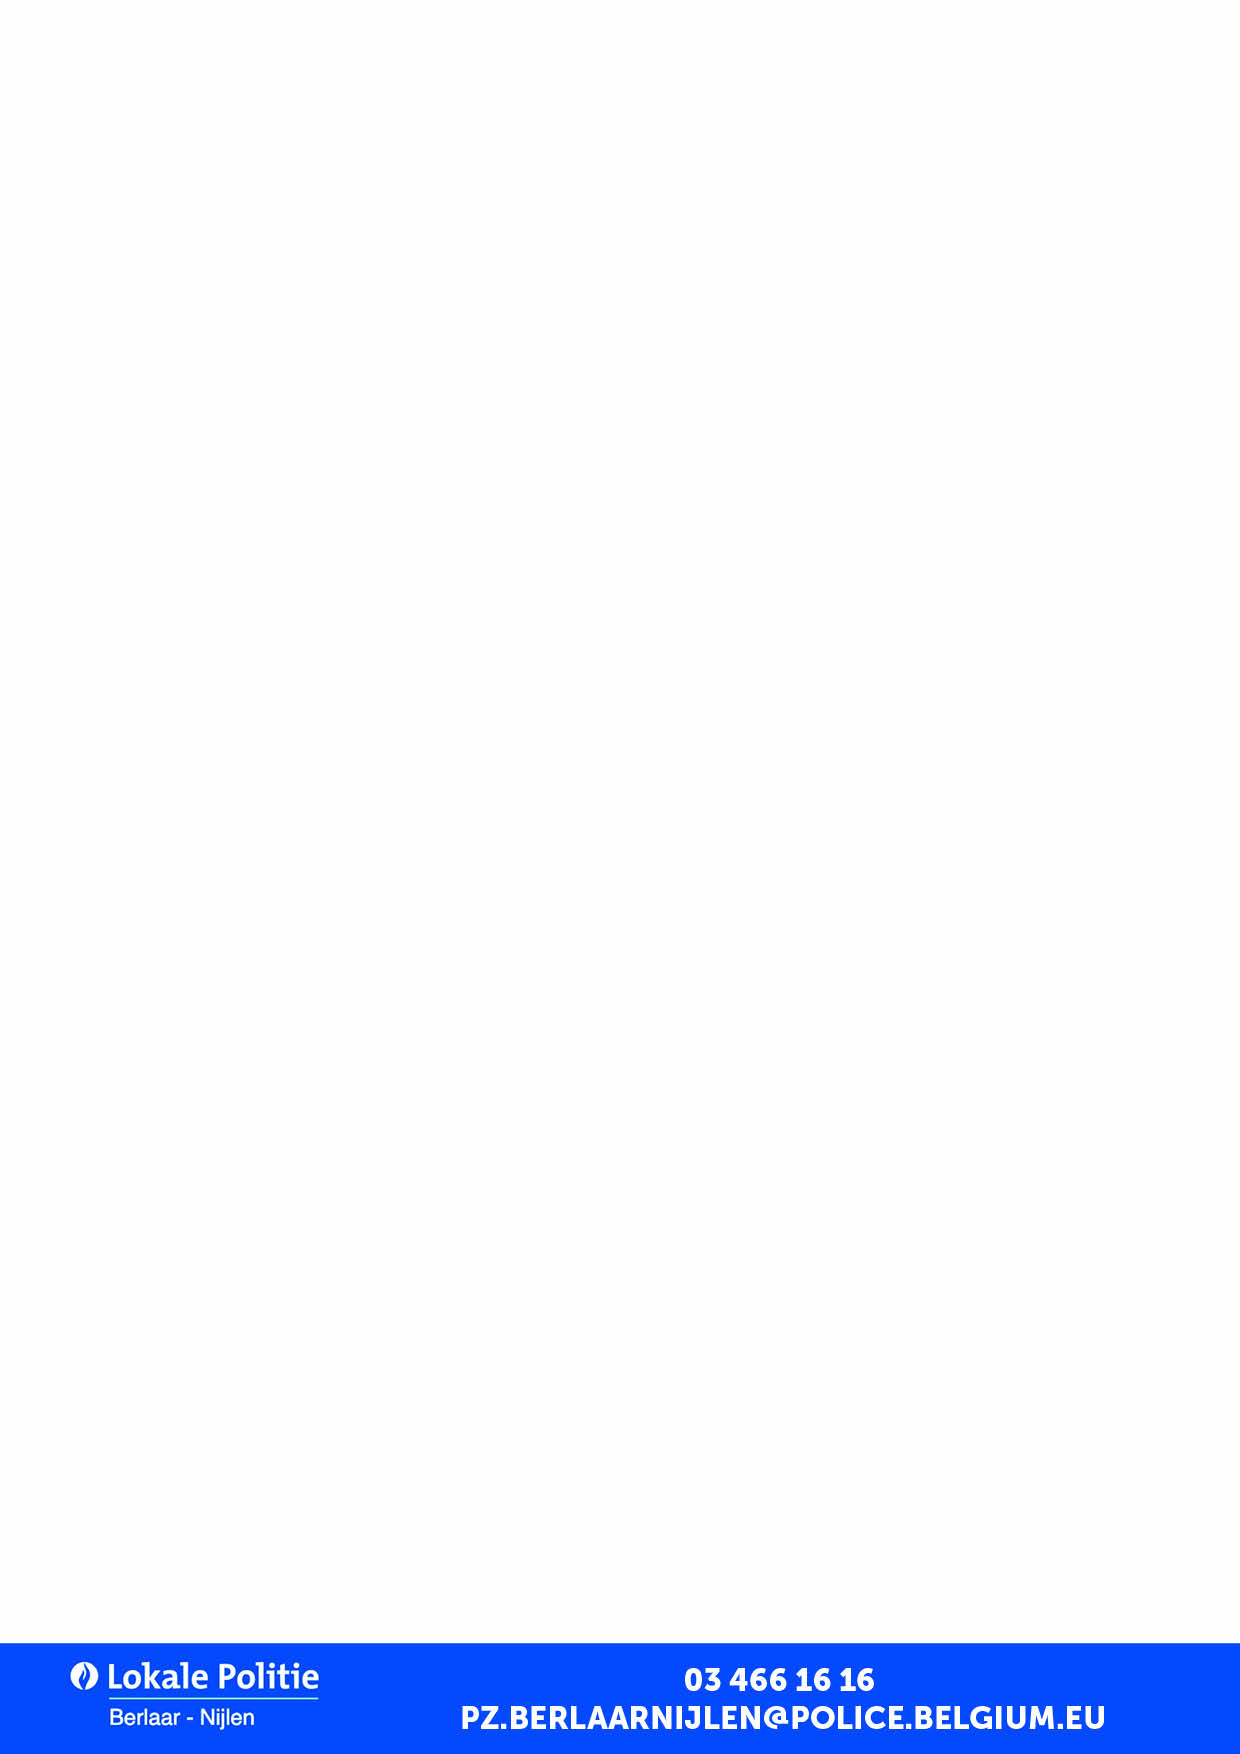 Lokale Politie
Berlaar - Nijlen
03 466 16 16
PZ.BERLAARNIJLEN@POLICE.BELGIUM.EU